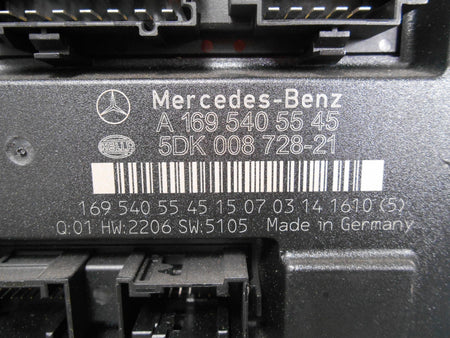 Mercedes-Benz
A 169 540 55 45
HELLA 5DK 008 728-21
169 540 55 45 15 07 03 14 1610 (5)
Q:01 HW:2206 SW:5105 Made in Germany